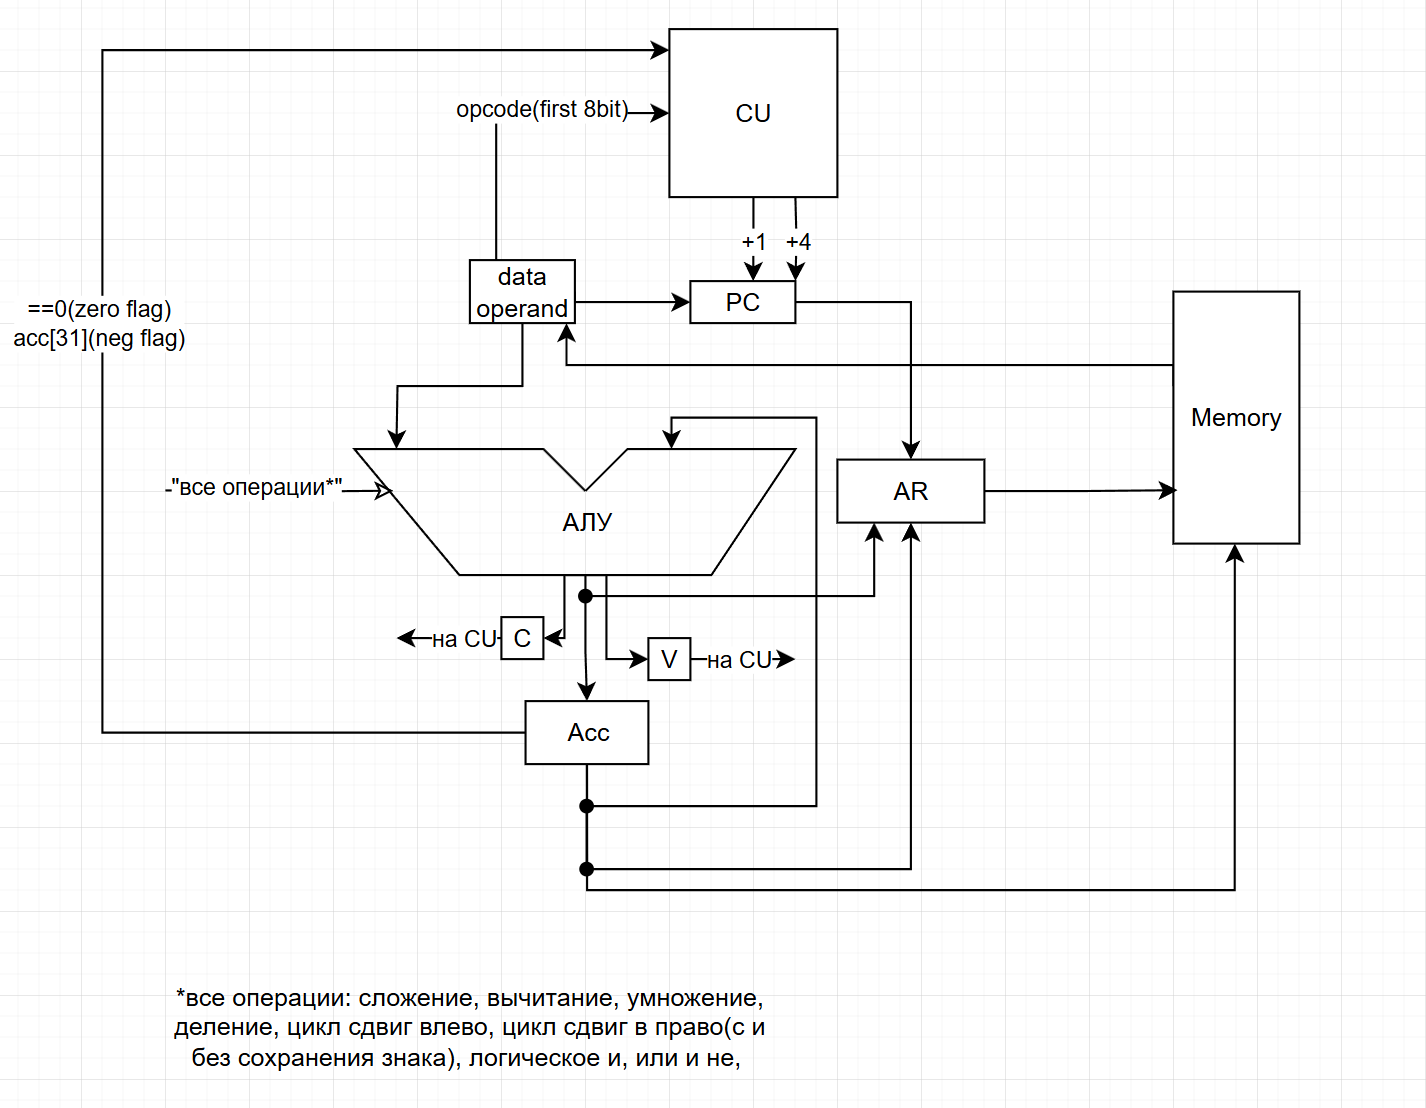 CU
opcode(first 8bit)
+1
+4
data
operand
PC
==0(zero flag)
acc[31](neg flag)
Memory
-"все операции*"
АЛУ
AR
на CU
C
V
на CU
Acc
*все операции: сложение, вычитание, умножение,
деление, цикл сдвиг влево, цикл сдвиг в право(с и
без сохранения знака), логическое и, или и не,